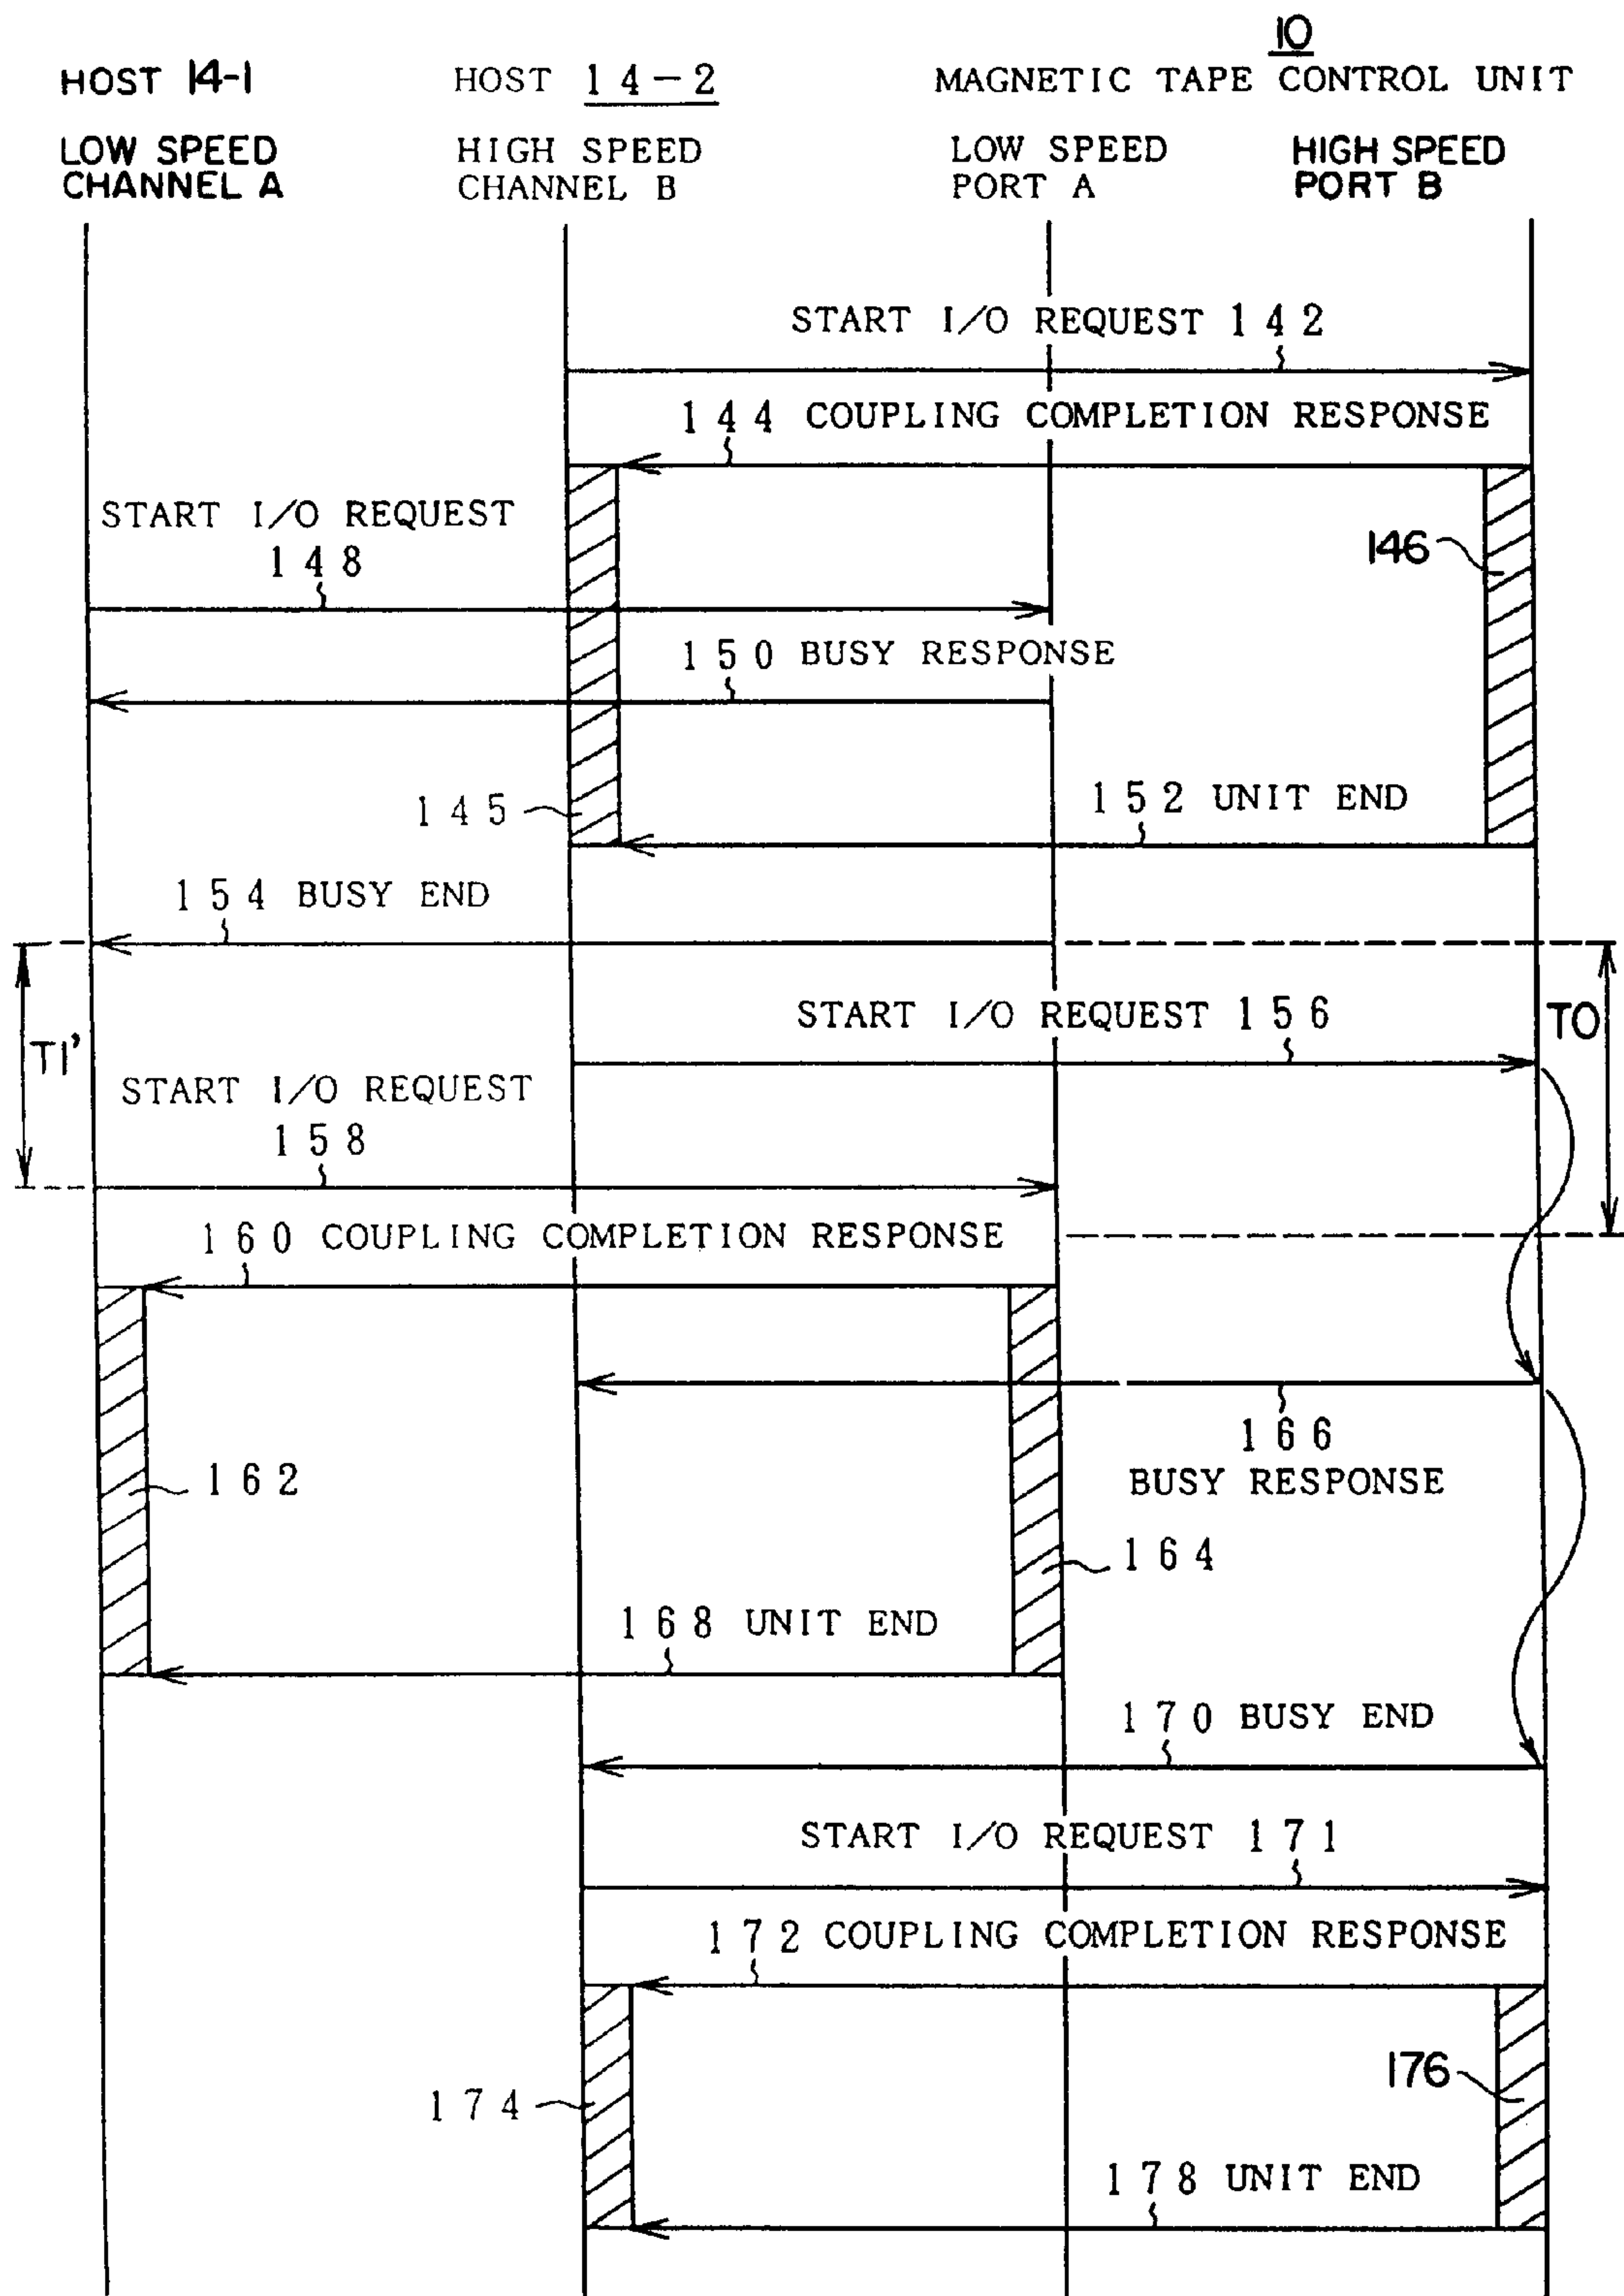 10
HOST 14-1
HOST 14-2
MAGNETIC TAPE CONTROL UNIT
LOW SPEED
CHANNEL A
HIGH SPEED
CHANNEL B
LOW SPEED
PORT A
HIGH SPEED
PORT B
START I/O REQUEST 142
144 COUPLING COMPLETION RESPONSE
START I/O REQUEST
148
146
150 BUSY RESPONSE
145
152 UNIT END
154 BUSY END
START I/O REQUEST 156
T0
T1'
START I/O REQUEST
158
160 COUPLING COMPLETION RESPONSE
166
BUSY RESPONSE
162
164
168 UNIT END
170 BUSY END
START I/O REQUEST 171
172 COUPLING COMPLETION RESPONSE
174
176
178 UNIT END